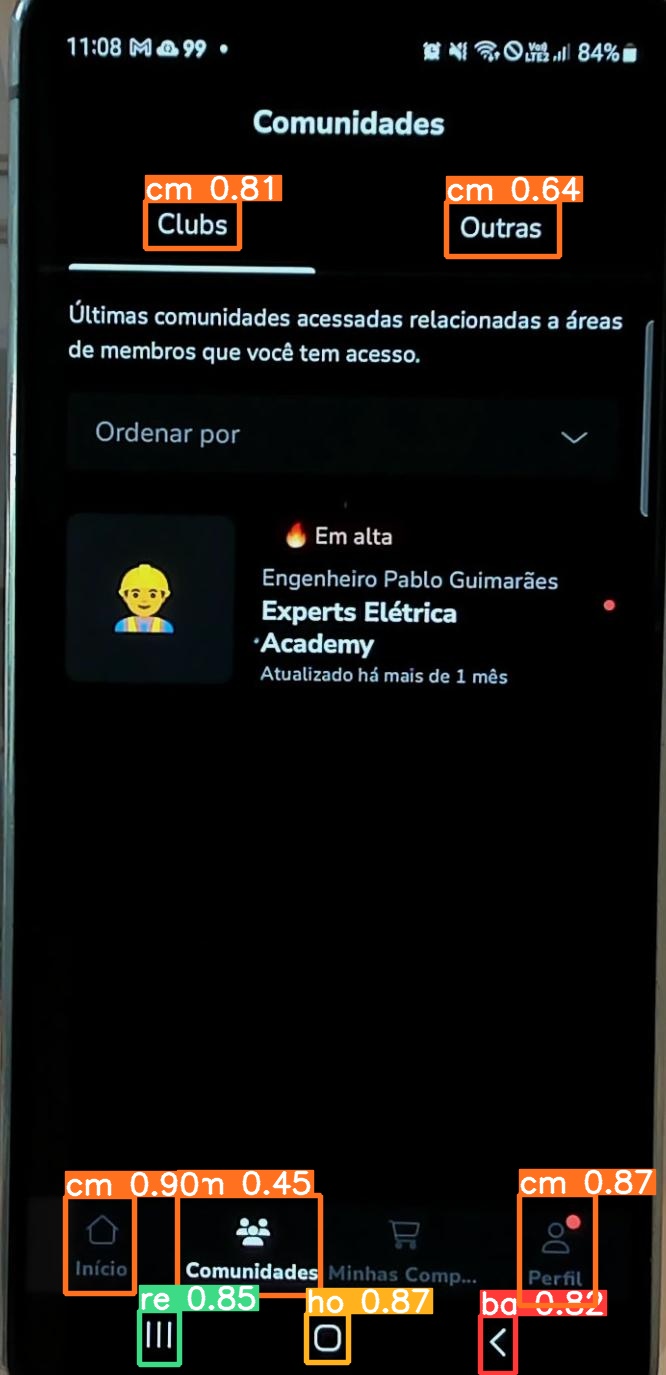 11:08 99 • Vo) LTE2 84%
Comunidades
cm 0.81
cm 0.64
Clubs
Outras
Últimas comunidades acessadas relacionadas a áreas
de membros que você tem acesso.
Ordenar por
Em alta
Engenheiro Pablo Guimarães
Experts Elétrica
Academy
Atualizado há mais de 1 mês
cm 0.90
m 0.45
cm 0.87
Início
Comunidades
Minhas Comp...
Perfil
re 0.85
ho 0.87
ba 0.82